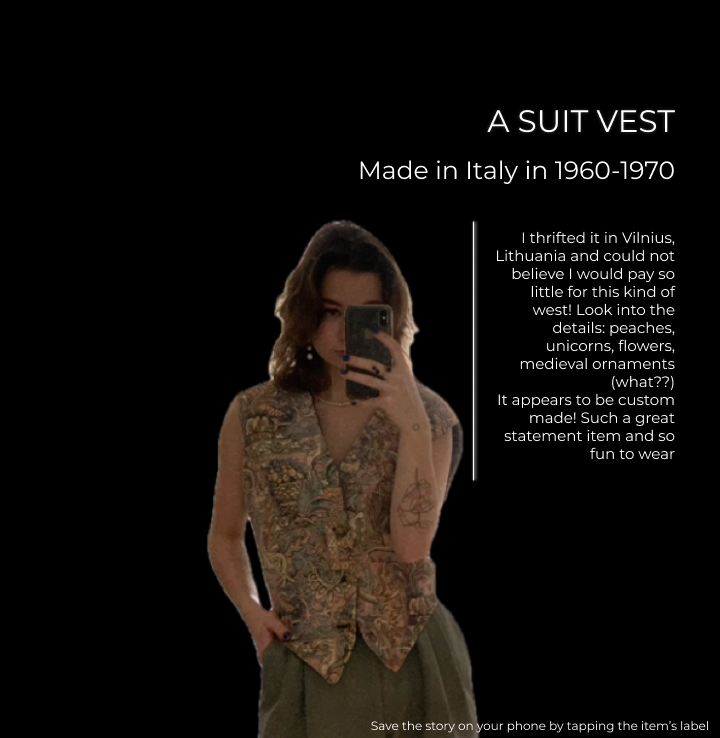 A SUIT VEST
Made in Italy in 1960-1970
I thrifted it in Vilnius,
Lithuania and could not
believe I would pay so
little for this kind of
west! Look into the
details: peaches,
unicorns, flowers,
medieval ornaments
(what??)
It appears to be custom
made! Such a great
statement item and so
fun to wear
Save the story on your phone by tapping the item's label